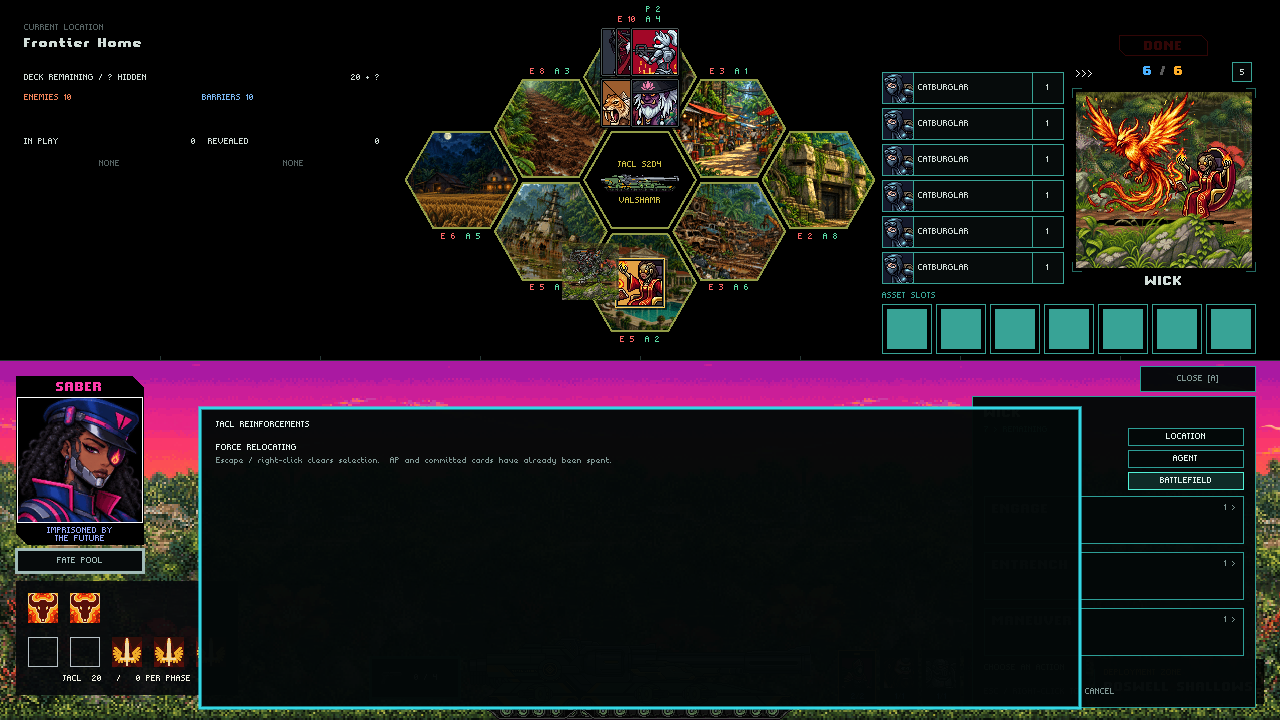 CURRENT LOCATION
Frontier Home
DECK REMAINING / ? HIDDEN 20 + ?
ENEMIES 10 BARRIERS 10
IN PLAY 0 REVEALED 0
NONE NONE
P 2
E 10 A 4
E 8 A 3
E 3 A 1
JACL S2D4
VALSHAMR
E 6 A 5
E 2 A 8
E 5 A
E 3 A 6
E 5 A 2
DONE
6 / 6
>>> 5
CATBURGLAR 1
CATBURGLAR 1
CATBURGLAR 1
CATBURGLAR 1
CATBURGLAR 1
CATBURGLAR 1
WICK
ASSET SLOTS
SABER
IMPRISONED BY
THE FUTURE
FATE POOL
JACL 20 / 0 PER PHASE
CLOSE [A]
JACL REINFORCEMENTS
FORCE RELOCATING
Escape / right-click clears selection. AP and committed cards have already been spent.
LOCATION
AGENT
BATTLEFIELD
1 >
1 >
1 >
CANCEL